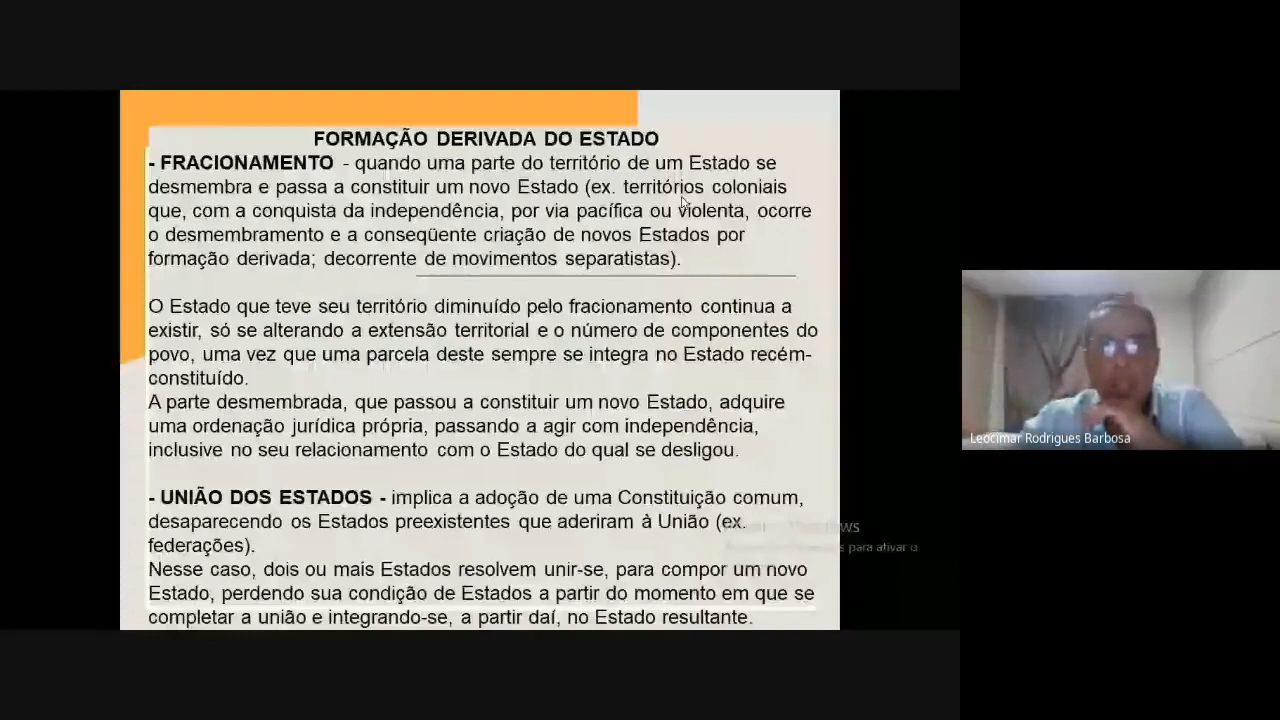 FORMAÇÃO DERIVADA DO ESTADO
- FRACIONAMENTO - quando uma parte do território de um Estado se
desmembra e passa a constituir um novo Estado (ex. territórios coloniais
que, com a conquista da independência, por via pacífica ou violenta, ocorre
o desmembramento e a conseqüente criação de novos Estados por
formação derivada; decorrente de movimentos separatistas).
O Estado que teve seu território diminuído pelo fracionamento continua a
existir, só se alterando a extensão territorial e o número de componentes do
povo, uma vez que uma parcela deste sempre se integra no Estado recém-
constituído.
A parte desmembrada, que passou a constituir um novo Estado, adquire
uma ordenação jurídica própria, passando a agir com independência,
inclusive no seu relacionamento com o Estado do qual se desligou.
- UNIÃO DOS ESTADOS - implica a adoção de uma Constituição comum,
desaparecendo os Estados preexistentes que aderiram à União (ex.
federações).
para ativar o
Nesse caso, dois ou mais Estados resolvem unir-se, para compor um novo
Estado, perdendo sua condição de Estados a partir do momento em que se
completar a união e integrando-se, a partir daí, no Estado resultante.
Leocimar Rodrigues Barbosa